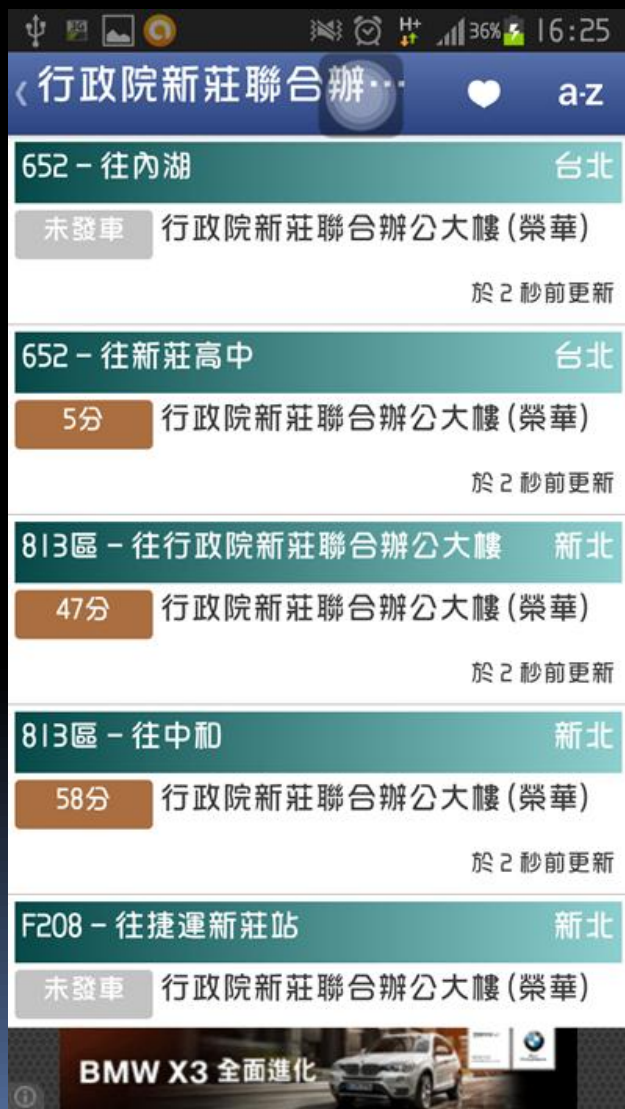 3G H+ 36% 16:25
行政院新莊聯合辦… a-z
652 - 往內湖 台北
未發車 行政院新莊聯合辦公大樓(榮華)
於 2 秒前更新
652 - 往新莊高中 台北
5分 行政院新莊聯合辦公大樓(榮華)
於 2 秒前更新
813區 - 往行政院新莊聯合辦公大樓 新北
47分 行政院新莊聯合辦公大樓(榮華)
於 2 秒前更新
813區 - 往中和 新北
58分 行政院新莊聯合辦公大樓(榮華)
於 2 秒前更新
F208 - 往捷運新莊站 新北
未發車 行政院新莊聯合辦公大樓(榮華)
BMW X3 全面進化